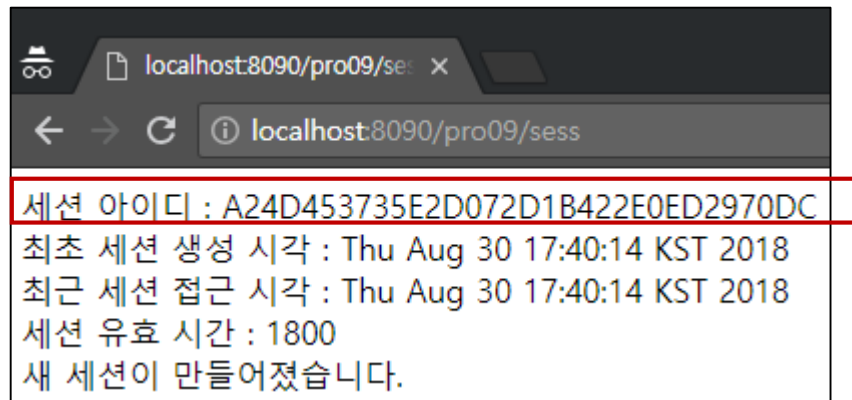 localhost:8090/pro09/ses
localhost:8090/pro09/sess
세션 아이디 : A24D453735E2D072D1B422E0ED2970DC
최초 세션 생성 시각 : Thu Aug 30 17:40:14 KST 2018
최근 세션 접근 시각 : Thu Aug 30 17:40:14 KST 2018
세션 유효 시간 : 1800
새 세션이 만들어졌습니다.